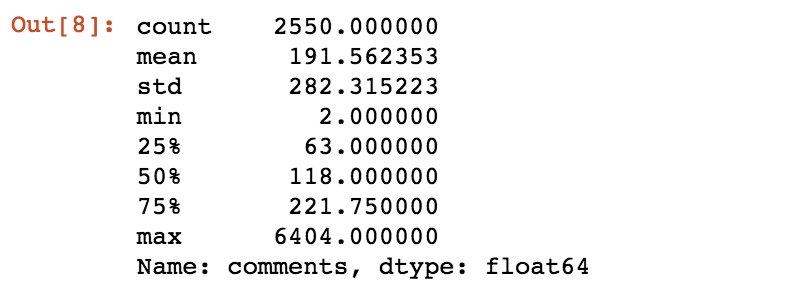 Out[8]: count    2550.000000
mean      191.562353
std       282.315223
min         2.000000
25%        63.000000
50%       118.000000
75%       221.750000
max      6404.000000
Name: comments, dtype: float64